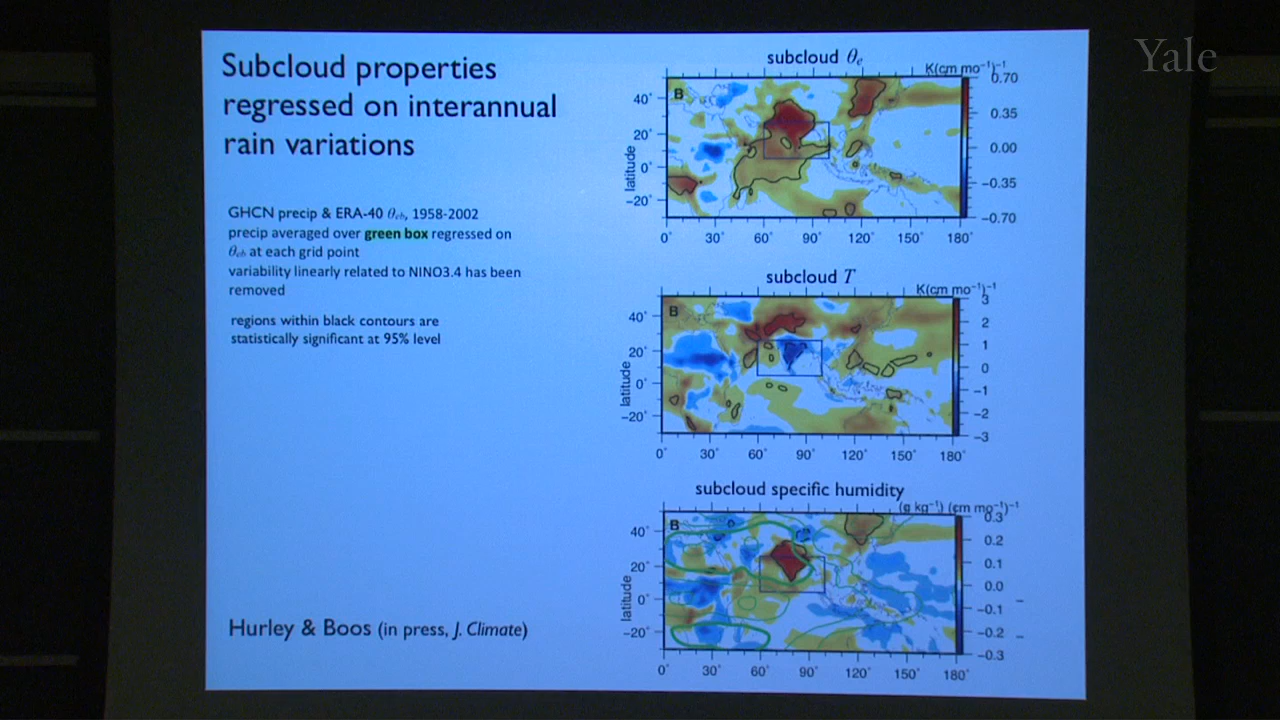 Yale
Subcloud properties
regressed on interannual
rain variations
GHCN precip & ERA-40 θₑb, 1958-2002
precip averaged over green box regressed on
θₑb at each grid point
variability linearly related to NINO3.4 has been
removed
regions within black contours are
statistically significant at 95% level
Hurley & Boos (in press, J. Climate)
subcloud θₑ
K(cm mo⁻¹)⁻¹
B
latitude
40°
20°
0°
−20°
0° 30° 60° 90° 120° 150° 180°
0.70
0.35
0.00
−0.35
−0.70
subcloud T
K(cm mo⁻¹)⁻¹
B
latitude
40°
20°
0°
−20°
0° 30° 60° 90° 120° 150° 180°
3
2
1
0
−1
−2
−3
subcloud specific humidity
(g kg⁻¹) (cm mo⁻¹)⁻¹
B
latitude
40°
20°
0°
−20°
0° 30° 60° 90° 120° 150° 180°
0.3
0.2
0.1
0.0
−0.1
−0.2
−0.3